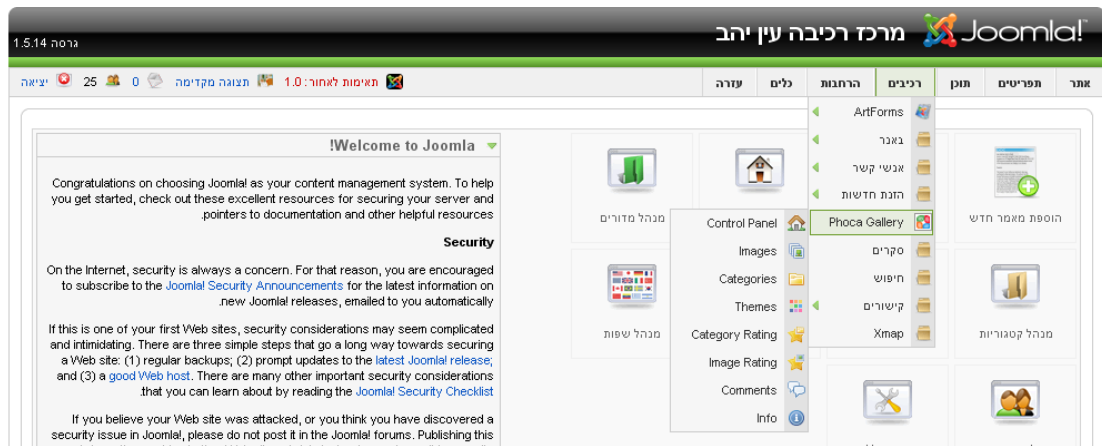 Joomla! מרכז רכיבה עין יהב
גרסה 1.5.14
אתר תפריטים תוכן רכיבים הרחבות כלים עזרה
תאימות לאחור: 1.0 תצוגה מקדימה 0 25 יציאה
ArtForms
באנר
אנשי קשר
הזנת חדשות
Phoca Gallery
סקרים
חיפוש
קישורים
Xmap
Control Panel
Images
Categories
Themes
Category Rating
Image Rating
Comments
Info
הוספת מאמר חדש
מנהל מדורים
מנהל קטגוריות
מנהל שפות
!Welcome to Joomla
Congratulations on choosing Joomla! as your content management system. To help
you get started, check out these excellent resources for securing your server and
.pointers to documentation and other helpful resources
Security
On the Internet, security is always a concern. For that reason, you are encouraged
to subscribe to the Joomla! Security Announcements for the latest information on
.new Joomla! releases, emailed to you automatically
If this is one of your first Web sites, security considerations may seem complicated
and intimidating. There are three simple steps that go a long way towards securing
a Web site: (1) regular backups; (2) prompt updates to the latest Joomla! release;
and (3) a good Web host. There are many other important security considerations
.that you can learn about by reading the Joomla! Security Checklist
If you believe your Web site was attacked, or you think you have discovered a
security issue in Joomla!, please do not post it in the Joomla! forums. Publishing this